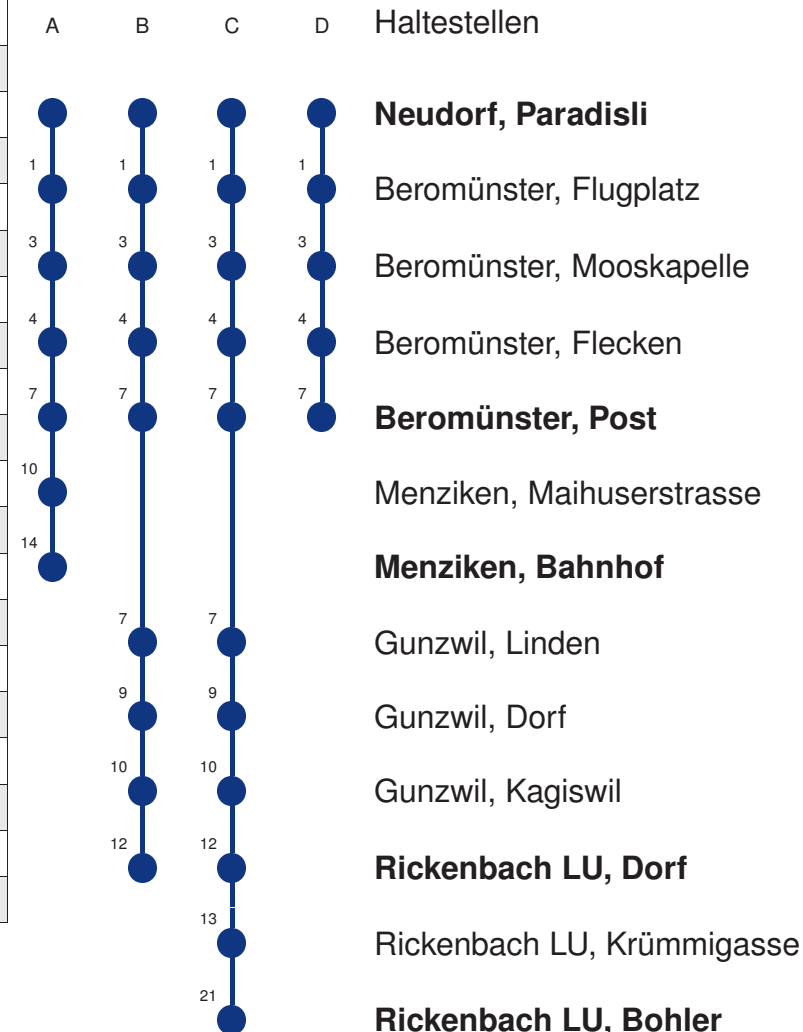 A B C D Haltestellen
Neudorf, Paradisli
1 1 1 1 Beromünster, Flugplatz
3 3 3 3 Beromünster, Mooskapelle
4 4 4 4 Beromünster, Flecken
7 7 7 7 Beromünster, Post
10 Menziken, Maihuserstrasse
14 Menziken, Bahnhof
7 7 Gunzwil, Linden
9 9 Gunzwil, Dorf
10 10 Gunzwil, Kagiswil
12 12 Rickenbach LU, Dorf
13 Rickenbach LU, Krümmigasse
21 Rickenbach LU, Bohler